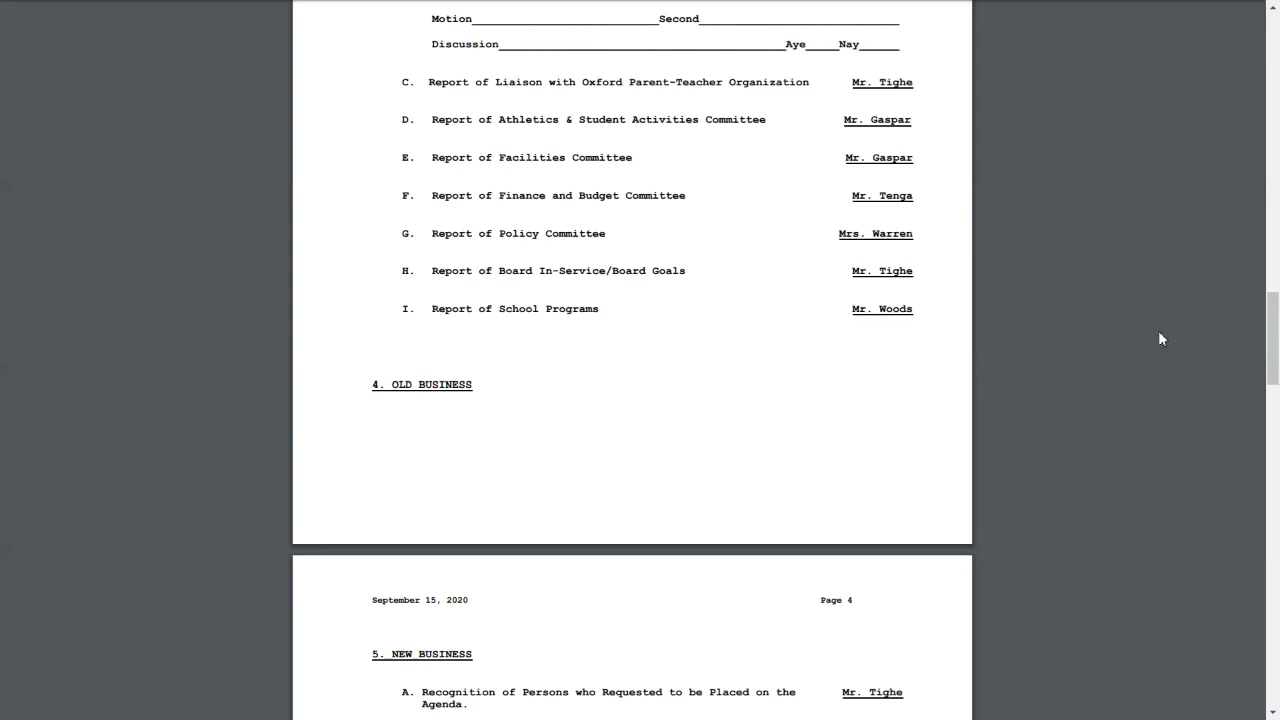 Motion____________________________Second______________________________
Discussion___________________________________________Aye_____Nay______
C. Report of Liaison with Oxford Parent-Teacher Organization Mr. Tighe
D. Report of Athletics & Student Activities Committee Mr. Gaspar
E. Report of Facilities Committee Mr. Gaspar
F. Report of Finance and Budget Committee Mr. Tenga
G. Report of Policy Committee Mrs. Warren
H. Report of Board In-Service/Board Goals Mr. Tighe
I. Report of School Programs Mr. Woods
4. OLD BUSINESS
September 15, 2020 Page 4
5. NEW BUSINESS
A. Recognition of Persons who Requested to be Placed on the Mr. Tighe
Agenda.